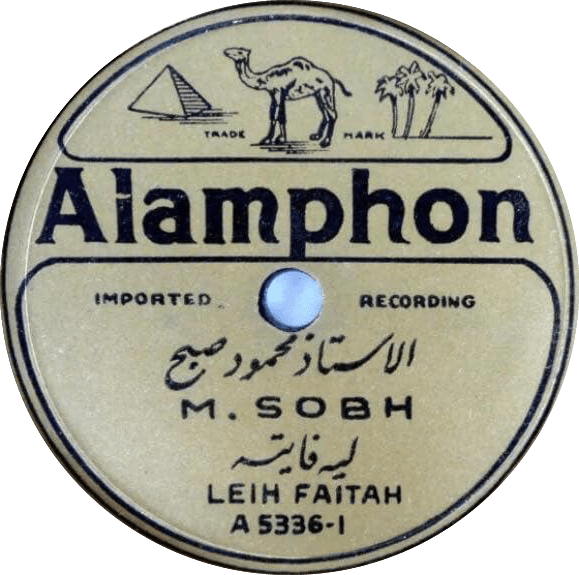 TRADE MARK
Alamphon
IMPORTED RECORDING
الاستاذ محمود صبح
M. SOBH
ليه فايته
LEIH FAITAH
A 5336-1